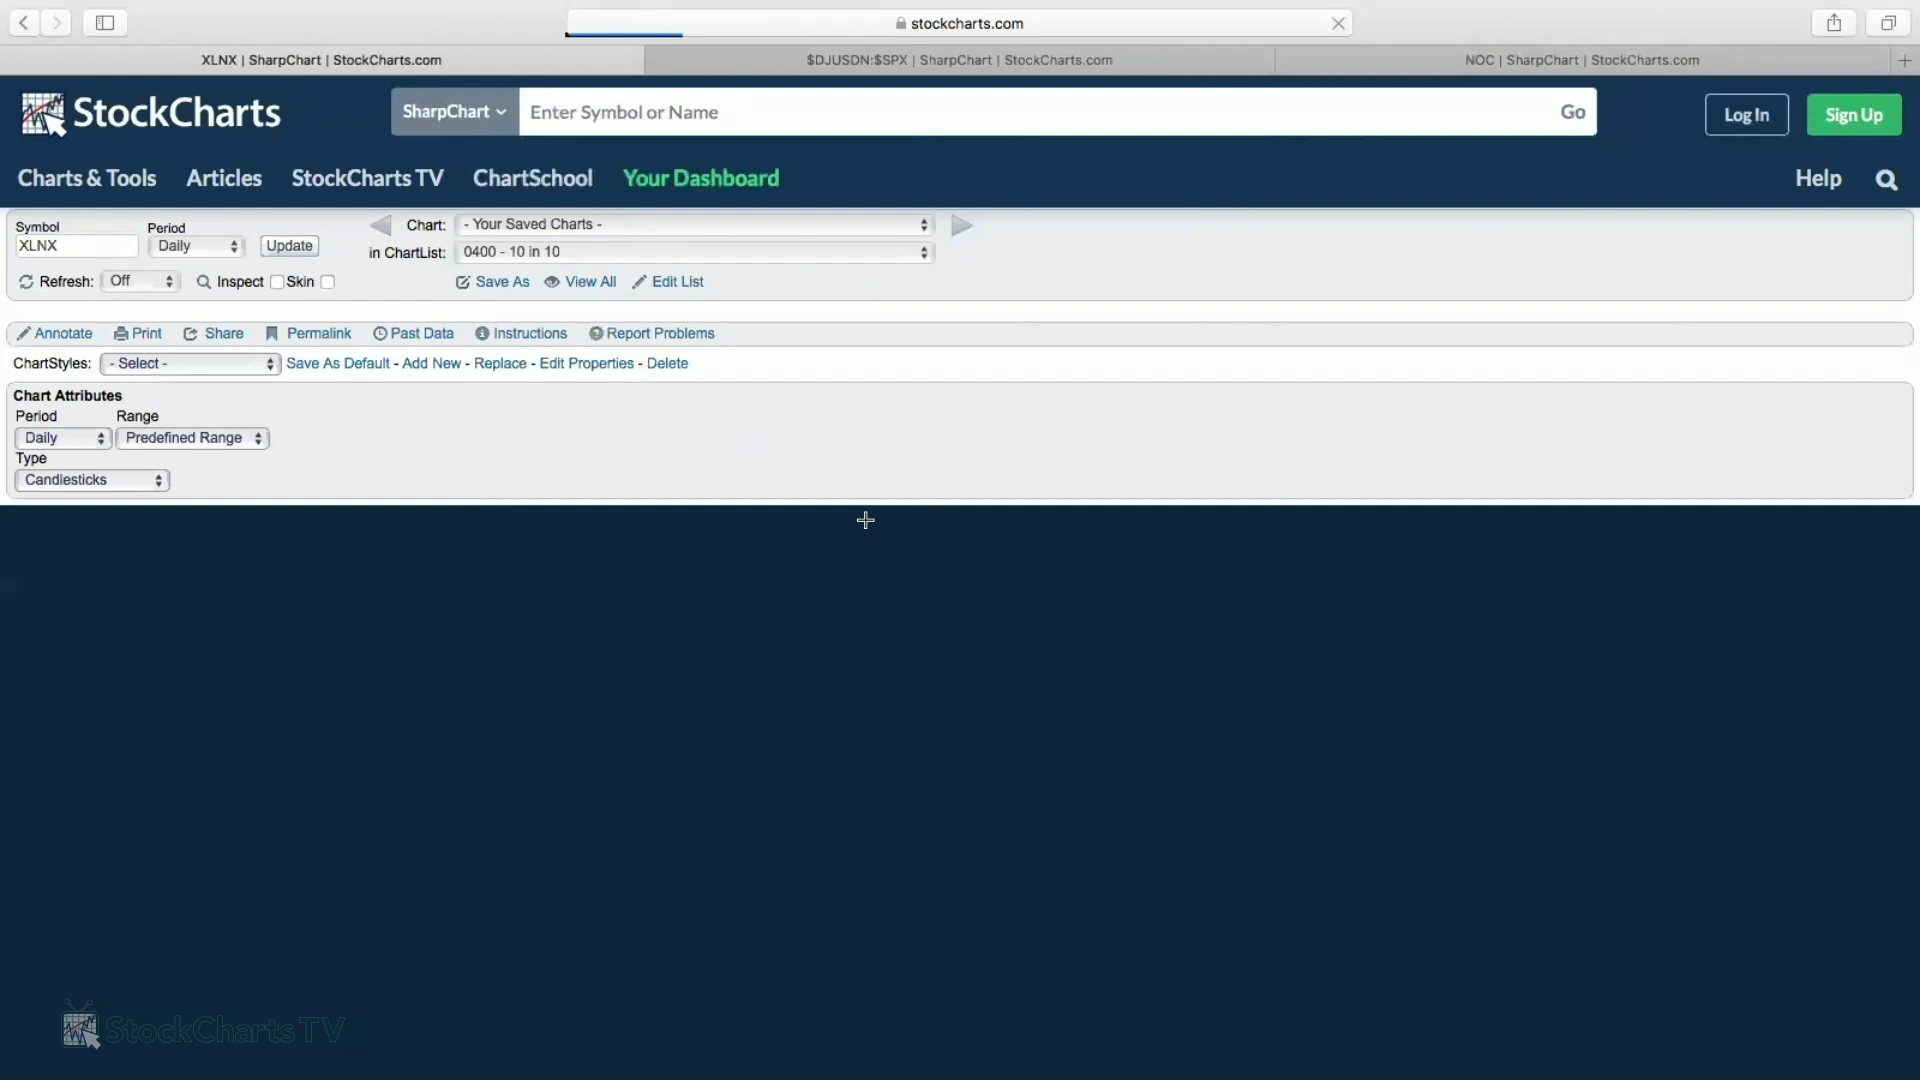 stockcharts.com
XLNX | SharpChart | StockCharts.com
$DJUSDN:$SPX | SharpChart | StockCharts.com
NOC | SharpChart | StockCharts.com
StockCharts
SharpChart
Enter Symbol or Name
Go
Log In
Sign Up
Charts & Tools
Articles
StockCharts TV
ChartSchool
Your Dashboard
Help
Symbol
Period
XLNX
Daily
Update
Chart:
- Your Saved Charts -
in ChartList:
0400 - 10 in 10
Refresh:
Off
Inspect
Skin
Save As
View All
Edit List
Annotate
Print
Share
Permalink
Past Data
Instructions
Report Problems
ChartStyles:
- Select -
Save As Default - Add New - Replace - Edit Properties - Delete
Chart Attributes
Period
Range
Daily
Predefined Range
Type
Candlesticks
StockCharts TV